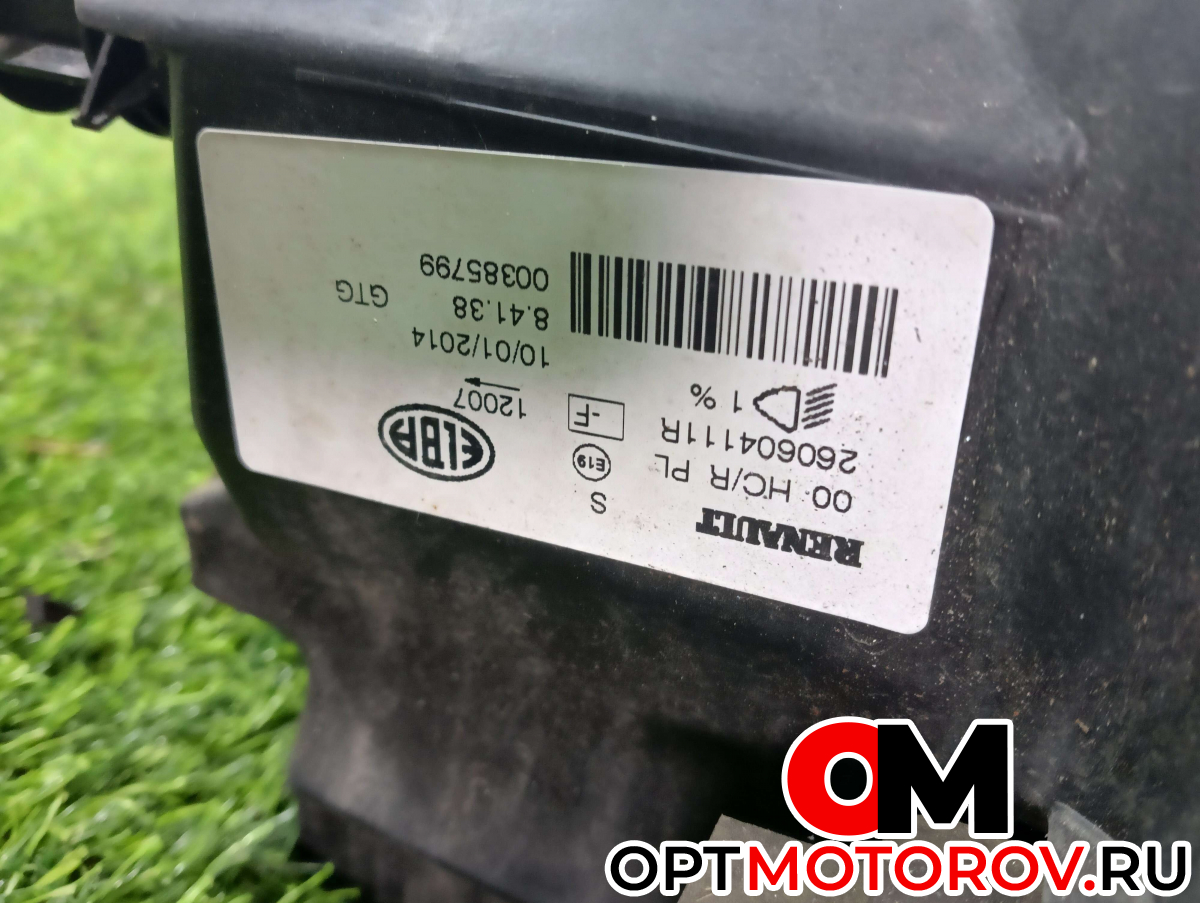 RENAULT
00 HC/R PL
260604111R
1 %
S
E19
-F
12007
ELBA
10/01/2014
8.41.38
GTG
00385799
OM
OPTMOTOROV.RU